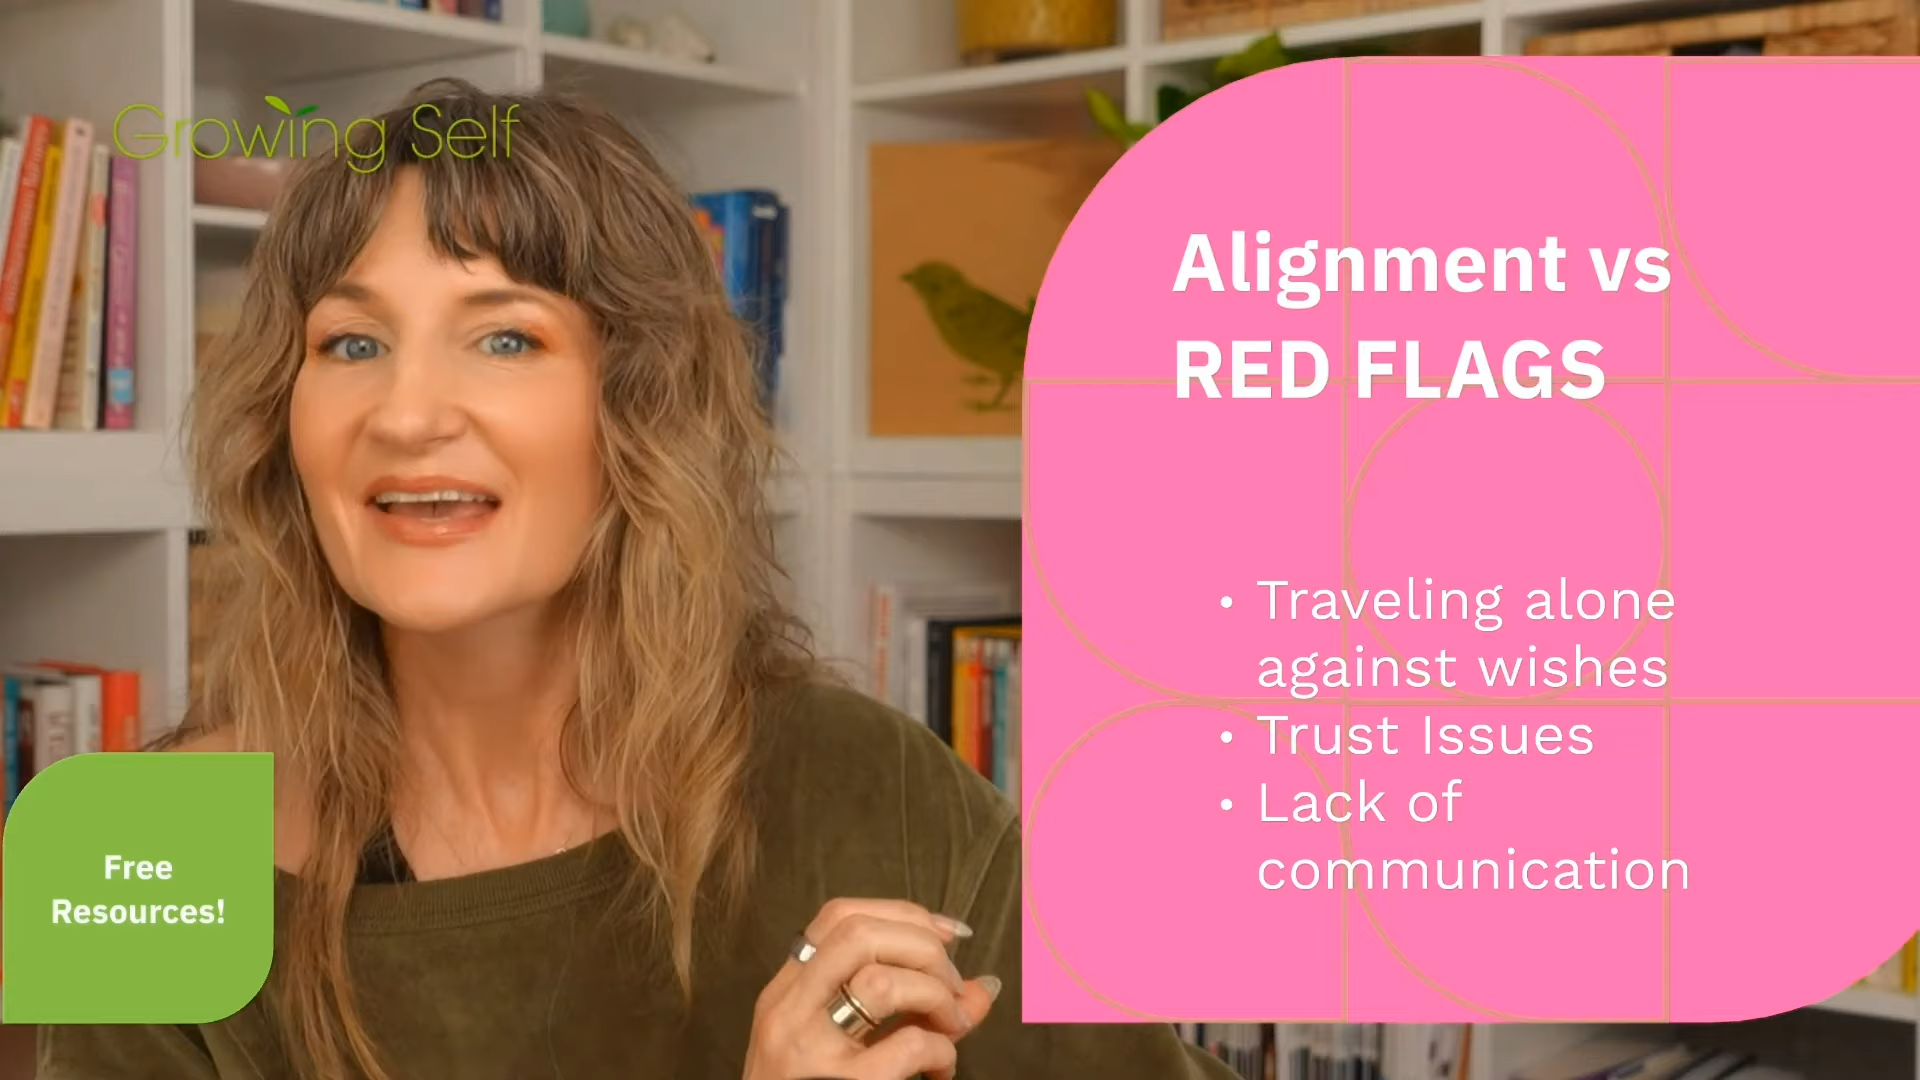 Growing Self
Alignment vs
RED FLAGS
• Traveling alone
against wishes
• Trust Issues
• Lack of
communication
Free
Resources!